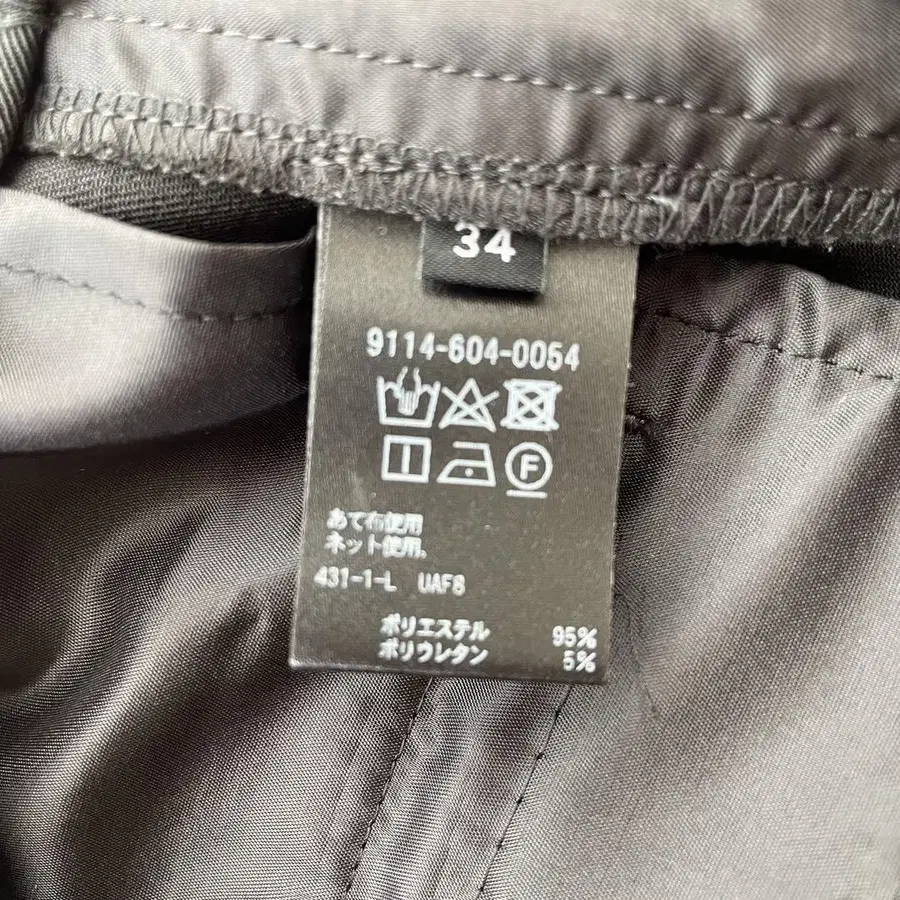 34
9114-604-0054
F
あて布使用
ネット使用,
431-1-L UAF8
ポリエステル 95%
ポリウレタン 5%